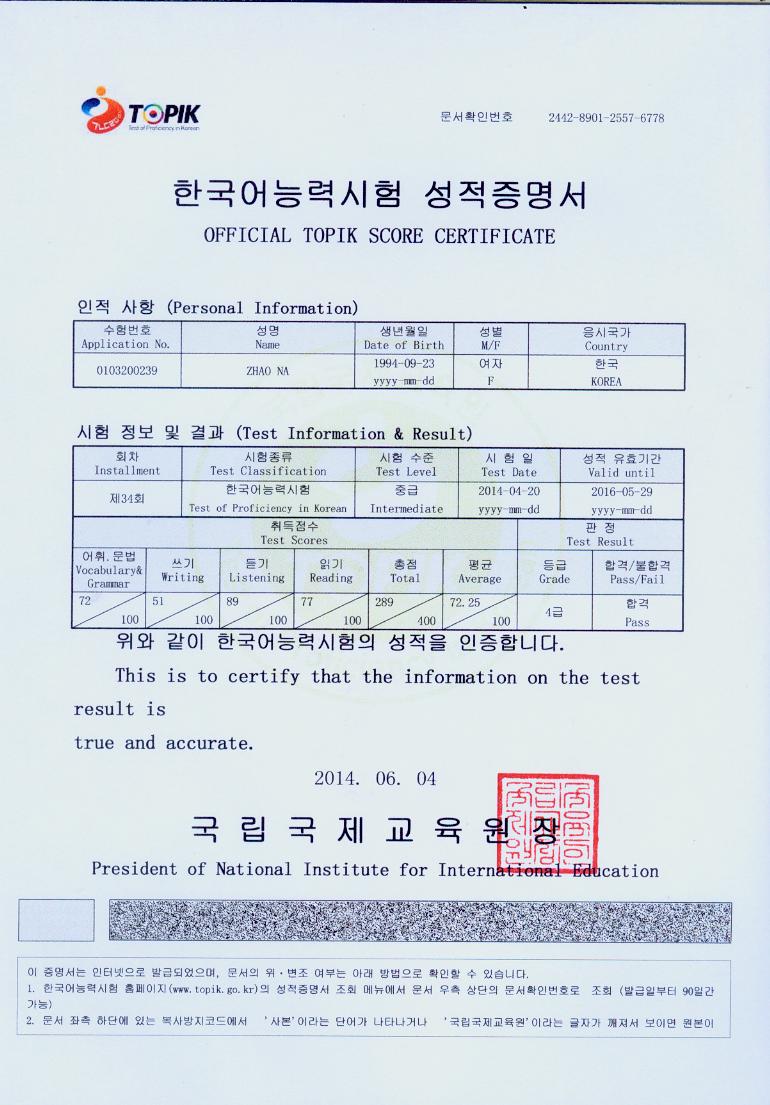 TOPIK
Test of Proficiency in Korean
문서확인번호 2442-8901-2557-6778
한국어능력시험 성적증명서
OFFICIAL TOPIK SCORE CERTIFICATE
인적 사항 (Personal Information)
수험번호 성명 생년월일 성별 응시국가
Application No. Name Date of Birth M/F Country
0103200239 ZHAO NA 1994-09-23 여자 한국
yyyy-mm-dd F KOREA
시험 정보 및 결과 (Test Information & Result)
회차 시험종류 시험 수준 시 험 일 성적 유효기간
Installment Test Classification Test Level Test Date Valid until
제34회 한국어능력시험 중급 2014-04-20 2016-05-29
Test of Proficiency in Korean Intermediate yyyy-mm-dd yyyy-mm-dd
취득점수 판 정
Test Scores Test Result
어휘.문법 쓰기 듣기 읽기 총점 평균 등급 합격/불합격
Vocabulary& Writing Listening Reading Total Average Grade Pass/Fail
Grammar
72 51 89 77 289 72.25 4급 합격
100 100 100 100 400 100 Pass
위와 같이 한국어능력시험의 성적을 인증합니다.
This is to certify that the information on the test
result is
true and accurate.
2014. 06. 04
국 립 국 제 교 육 원 장
President of National Institute for International Education
이 증명서는 인터넷으로 발급되었으며, 문서의 위·변조 여부는 아래 방법으로 확인할 수 있습니다.
1. 한국어능력시험 홈페이지(www.topik.go.kr)의 성적증명서 조회 메뉴에서 문서 우측 상단의 문서확인번호로 조회 (발급일부터 90일간
가능)
2. 문서 좌측 하단에 있는 복사방지코드에서 '사본'이라는 단어가 나타나거나 '국립국제교육원'이라는 글자가 깨져서 보이면 원본이